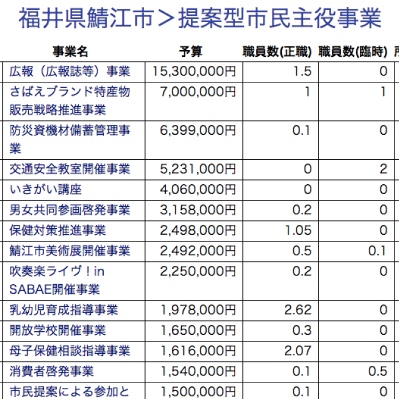 福井県鯖江市＞提案型市民主役事業
事業名 予算 職員数(正職) 職員数(臨時)
広報（広報誌等）事業 15,300,000円 1.5 0
さばえブランド特産物
販売戦略推進事業 7,000,000円 1 1
防災資機材備蓄管理事
業 6,399,000円 0.1 0
交通安全教室開催事業 5,231,000円 0 2
いきがい講座 4,060,000円 0 0
男女共同参画啓発事業 3,158,000円 0.2 0
保健対策推進事業 2,498,000円 1.05 0
鯖江市美術展開催事業 2,492,000円 0.5 0.1
吹奏楽ライヴ！in
SABAE開催事業 2,250,000円 0.2 0
乳幼児育成指導事業 1,978,000円 2.62 0
開放学校開催事業 1,650,000円 0.3 0
母子保健相談指導事業 1,616,000円 2.07 0
消費者啓発事業 1,540,000円 0.1 0.5
市民提案による参加と 1,500,000円 0.1 0